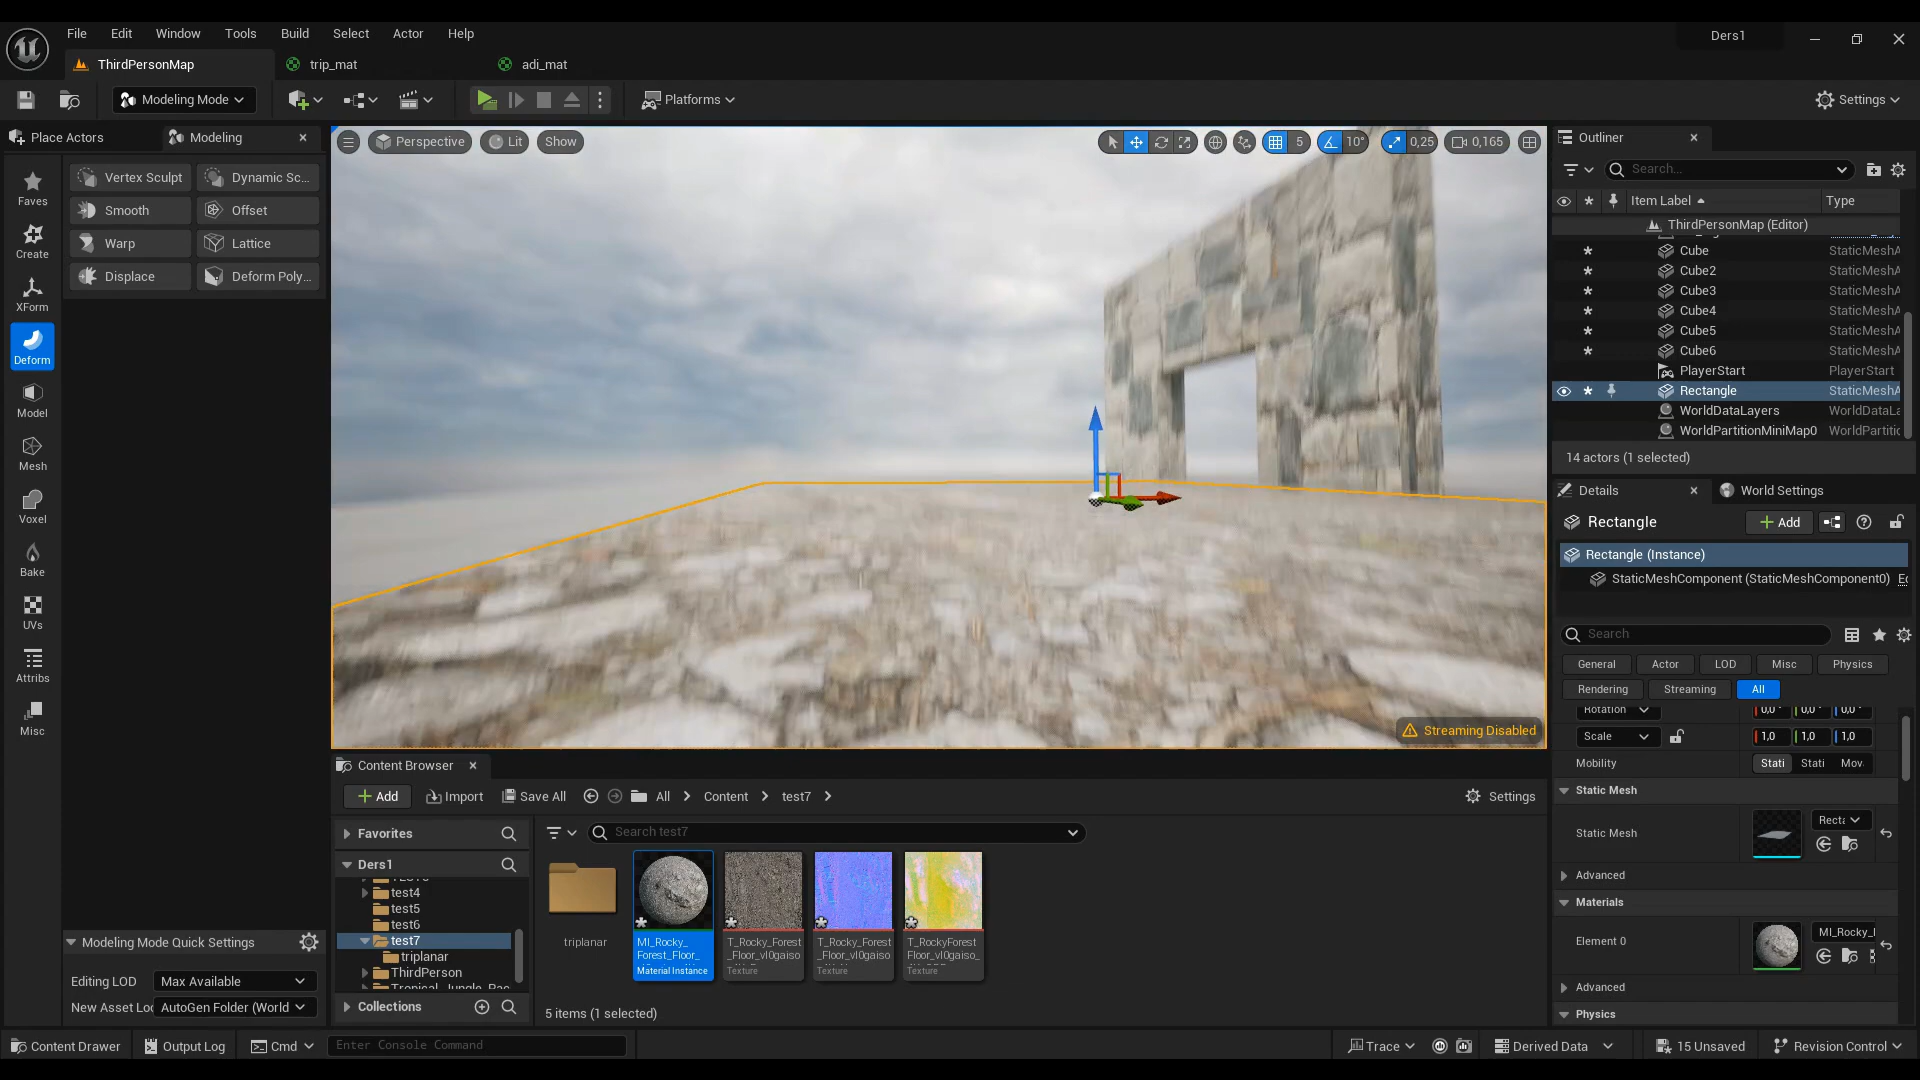 File Edit Window Tools Build Select Actor Help
Ders1
ThirdPersonMap
trip_mat
adi_mat
Modeling Mode
Platforms
Settings
Place Actors
Modeling
Faves
Create
XForm
Deform
Model
Mesh
Voxel
Bake
UVs
Attribs
Misc
Vertex Sculpt
Dynamic Sc...
Smooth
Offset
Warp
Lattice
Displace
Deform Poly...
Modeling Mode Quick Settings
Editing LOD
Max Available
New Asset Loc
AutoGen Folder (World
Perspective
Lit
Show
5
10°
0,25
0,165
Streaming Disabled
Outliner
Search...
Item Label
Type
ThirdPersonMap (Editor)
Cube StaticMeshA
Cube2 StaticMeshA
Cube3 StaticMeshA
Cube4 StaticMeshA
Cube5 StaticMeshA
Cube6 StaticMeshA
PlayerStart PlayerStart
Rectangle StaticMeshA
WorldDataLayers WorldDataLa
WorldPartitionMiniMap0 WorldPartitic
14 actors (1 selected)
Details
World Settings
Rectangle
Add
Rectangle (Instance)
StaticMeshComponent (StaticMeshComponent0)
Search
General
Actor
LOD
Misc
Physics
Rendering
Streaming
All
Rotation
0,0°
0,0°
0,0°
Scale
1,0
1,0
1,0
Mobility
Stati
Stati
Mov
Static Mesh
Static Mesh
Recta
Advanced
Materials
Element 0
MI_Rocky_I
Advanced
Physics
Content Browser
Add
Import
Save All
All
Content
test7
Settings
Favorites
Ders1
test4
test5
test6
test7
triplanar
ThirdPerson
Collections
Search test7
triplanar
MI_Rocky_
Forest_Floor_
Material Instance
T_Rocky_Forest
_Floor_vl0gaiso
Texture
T_Rocky_Forest
_Floor_vl0gaiso
Texture
T_RockyForest
_Floor_vl0gaiso_
Texture
5 items (1 selected)
Content Drawer
Output Log
Cmd
Enter Console Command
Trace
Derived Data
15 Unsaved
Revision Control